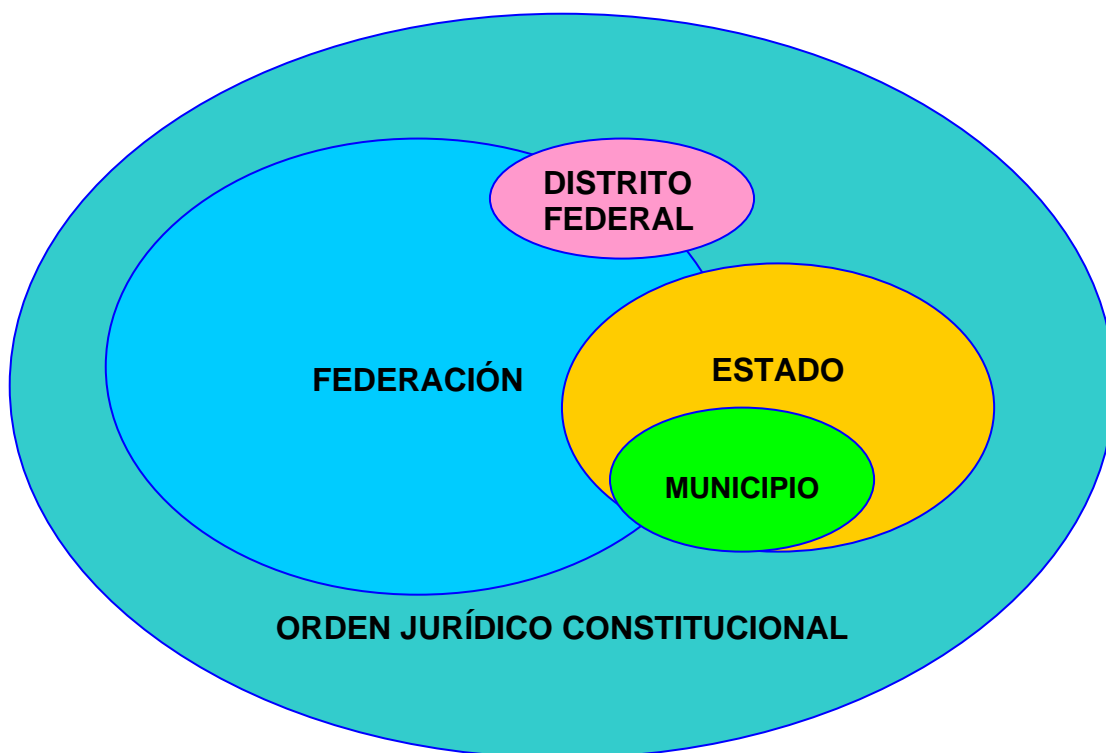 DISTRITO
FEDERAL
ESTADO
FEDERACIÓN
MUNICIPIO
ORDEN JURÍDICO CONSTITUCIONAL